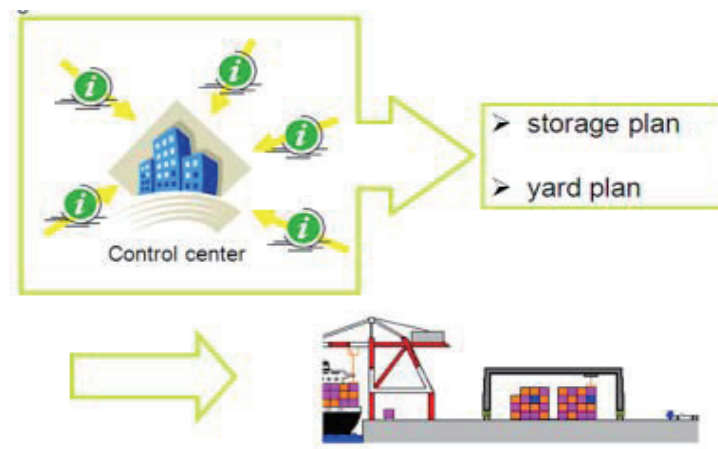 i
i
i
i
i
Control center
➢ storage plan
➢ yard plan